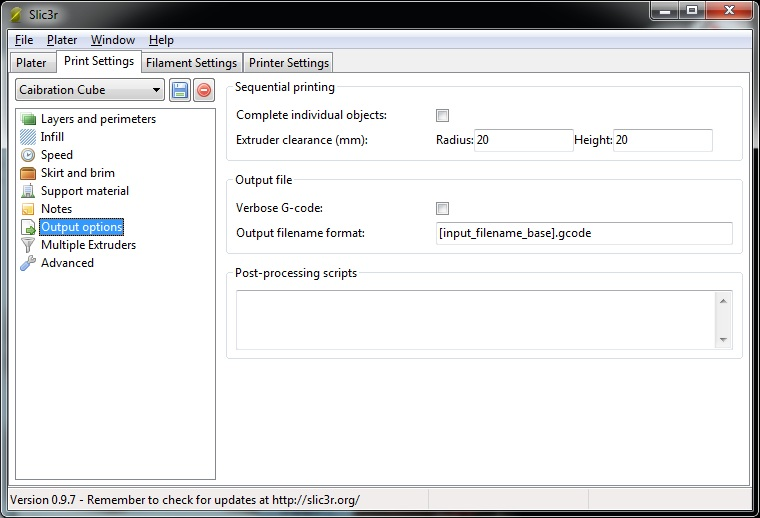 Slic3r
File Plater Window Help
Plater Print Settings Filament Settings Printer Settings
Caibration Cube
Layers and perimeters
Infill
Speed
Skirt and brim
Support material
Notes
Output options
Multiple Extruders
Advanced
Sequential printing
Complete individual objects:
Extruder clearance (mm): Radius: 20 Height: 20
Output file
Verbose G-code:
Output filename format: [input_filename_base].gcode
Post-processing scripts
Version 0.9.7 - Remember to check for updates at http://slic3r.org/